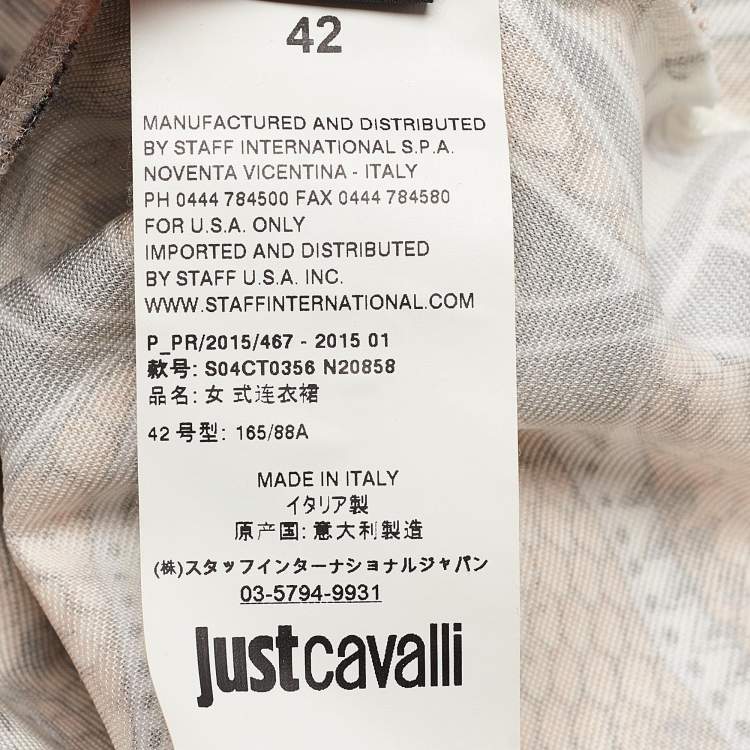 42
MANUFACTURED AND DISTRIBUTED
BY STAFF INTERNATIONAL S.P.A.
NOVENTA VICENTINA - ITALY
PH 0444 784500 FAX 0444 784580
FOR U.S.A. ONLY
IMPORTED AND DISTRIBUTED
BY STAFF U.S.A. INC.
WWW.STAFFINTERNATIONAL.COM
P_PR/2015/467 - 2015 01
款号: S04CT0356 N20858
品名: 女 式连衣裙
42 号型: 165/88A
MADE IN ITALY
イタリア製
原产国: 意大利製造
(株)スタッフインターナショナルジャパン
03-5794-9931
justcavalli